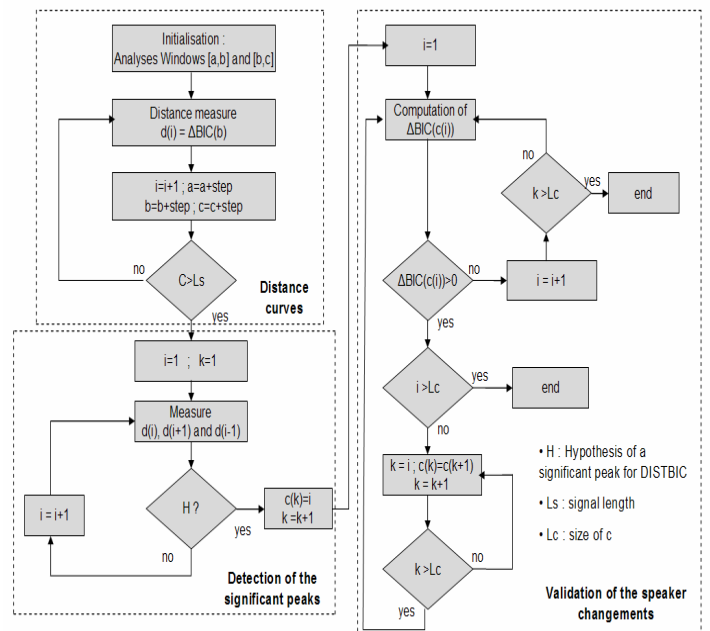 Initialisation :
Analyses Windows [a,b] and [b,c]
Distance measure
d(i) = ΔBIC(b)
i=i+1 ; a=a+step
b=b+step ; c=c+step
C>Ls
no
yes
Distance
curves
i=1 ; k=1
Measure
d(i), d(i+1) and d(i-1)
H ?
yes
no
i = i+1
c(k)=i
k =k+1
Detection of the
significant peaks
i=1
Computation of
ΔBIC(c(i))
no
k >Lc
yes
end
ΔBIC(c(i))>0
no
i = i+1
yes
i >Lc
yes
end
no
k = i ; c(k)=c(k+1)
k = k+1
k >Lc
no
yes
• H : Hypothesis of a
significant peak for DISTBIC
• Ls : signal length
• Lc : size of c
Validation of the speaker
changements